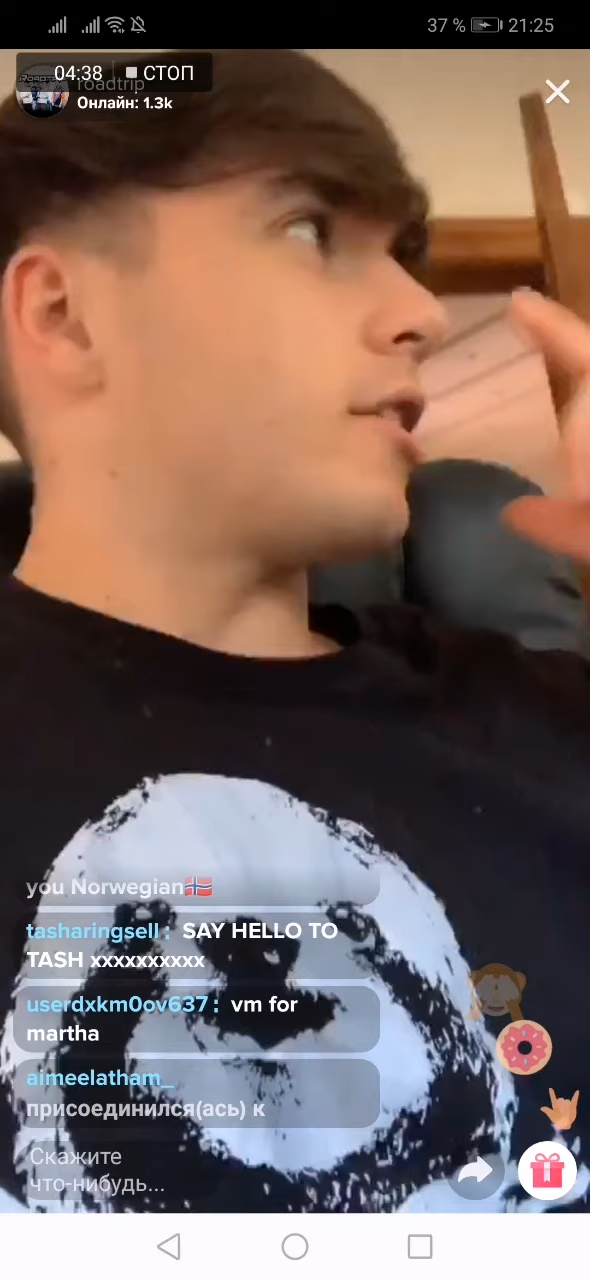 37 % 21:25
04:38 СТОП
roadtrip
Онлайн: 1.3k
you Norwegian🇳🇴
tasharingsell : SAY HELLO TO
TASH xxxxxxxxxx
userdxkm0ov637 : vm for
martha
aimeelatham_
присоединился(ась) к
Скажите
что-нибудь...